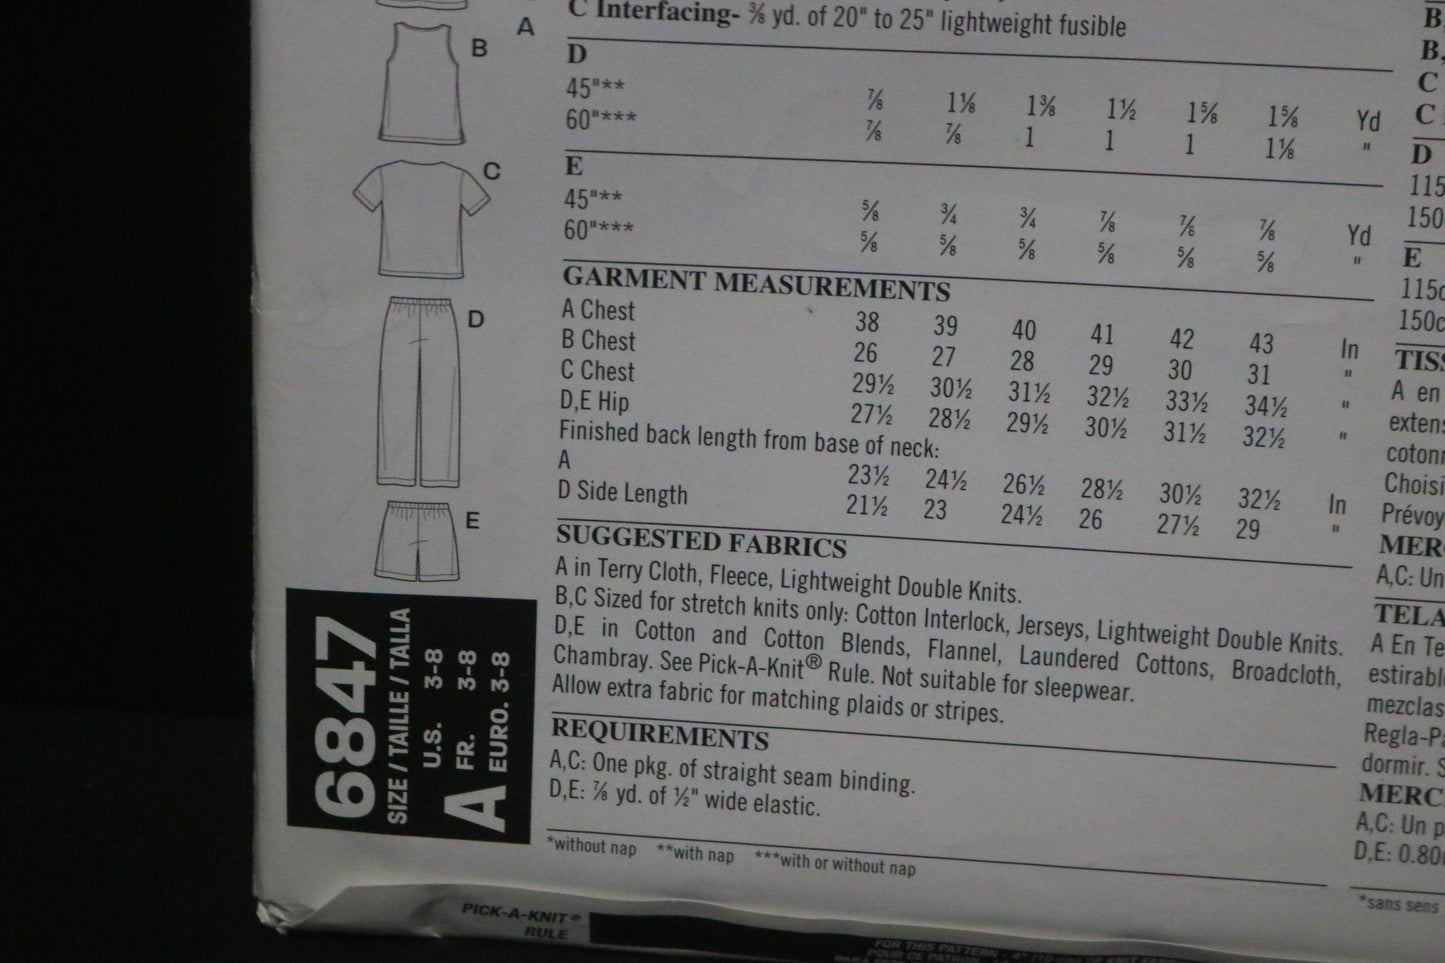 A
B
C
D
E
C Interfacing- ⅜ yd. of 20" to 25" lightweight fusible
D
45"** ⅞ 1⅛ 1⅜ 1½ 1⅝ 1⅝ Yd
60"*** ⅞ ⅞ 1 1 1 1⅛ "
E
45"** ⅝ ¾ ¾ ⅞ ⅞ ⅞ Yd
60"*** ⅝ ⅝ ⅝ ⅝ ⅝ ⅝ "
GARMENT MEASUREMENTS
A Chest 38 39 40 41 42 43 In
B Chest 26 27 28 29 30 31 "
C Chest 29½ 30½ 31½ 32½ 33½ 34½ "
D,E Hip 27½ 28½ 29½ 30½ 31½ 32½ "
Finished back length from base of neck:
A 23½ 24½ 26½ 28½ 30½ 32½ In
D Side Length 21½ 23 24½ 26 27½ 29 "
SUGGESTED FABRICS
A in Terry Cloth, Fleece, Lightweight Double Knits.
B,C Sized for stretch knits only: Cotton Interlock, Jerseys, Lightweight Double Knits.
D,E in Cotton and Cotton Blends, Flannel, Laundered Cottons, Broadcloth,
Chambray. See Pick-A-Knit® Rule. Not suitable for sleepwear.
Allow extra fabric for matching plaids or stripes.
REQUIREMENTS
A,C: One pkg. of straight seam binding.
D,E: ⅞ yd. of ½" wide elastic.
*without nap **with nap ***with or without nap
6847
SIZE / TAILLE / TALLA
U.S. 3-8
FR. 3-8
EURO. 3-8
A
PICK-A-KNIT®
RULE
FOR THIS PATTERN - 4"
B
B,
C
C
D
115
150
E
115c
150c
TIS
A en
extens
coton
Choisi
Prévoy
MER
A,C: Un
TELA
A En Te
estirabl
mezclas
Regla-P
dormir. S
MERC
A,C: Un p
D,E: 0.80
*sans sens